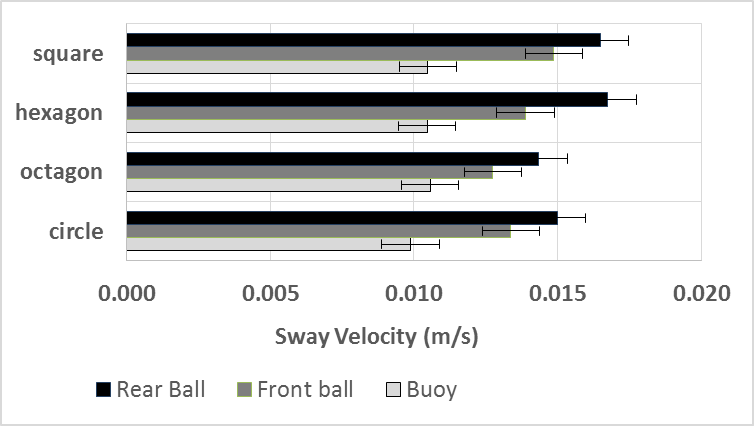 square
hexagon
octagon
circle
0.000 0.005 0.010 0.015 0.020
Sway Velocity (m/s)
Rear Ball Front ball Buoy